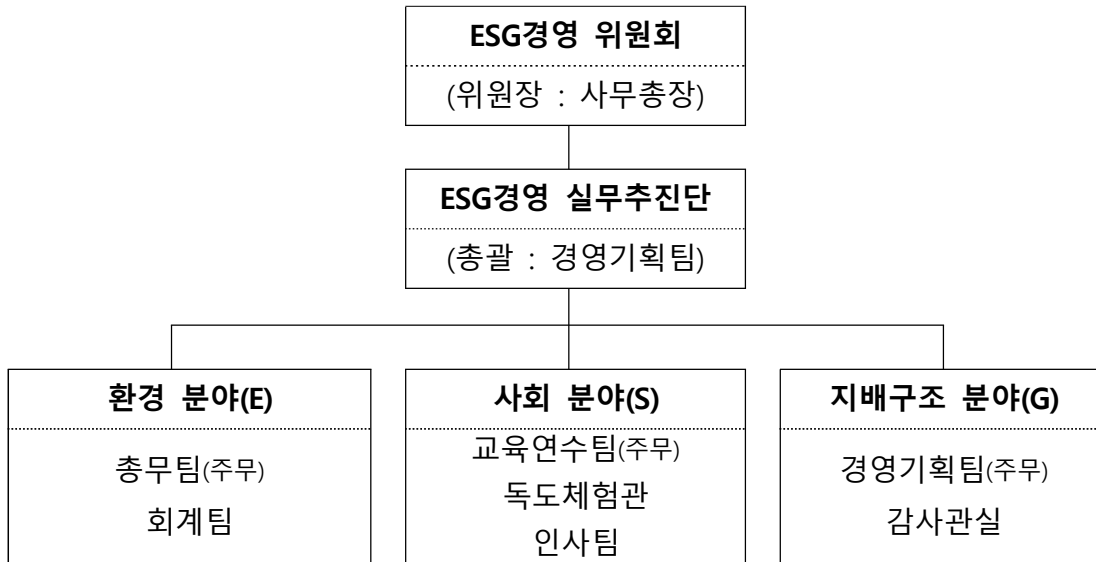 ESG경영 위원회
(위원장 : 사무총장)
ESG경영 실무추진단
(총괄 : 경영기획팀)
환경 분야(E)
총무팀(주무)
회계팀
사회 분야(S)
교육연수팀(주무)
독도체험관
인사팀
지배구조 분야(G)
경영기획팀(주무)
감사관실